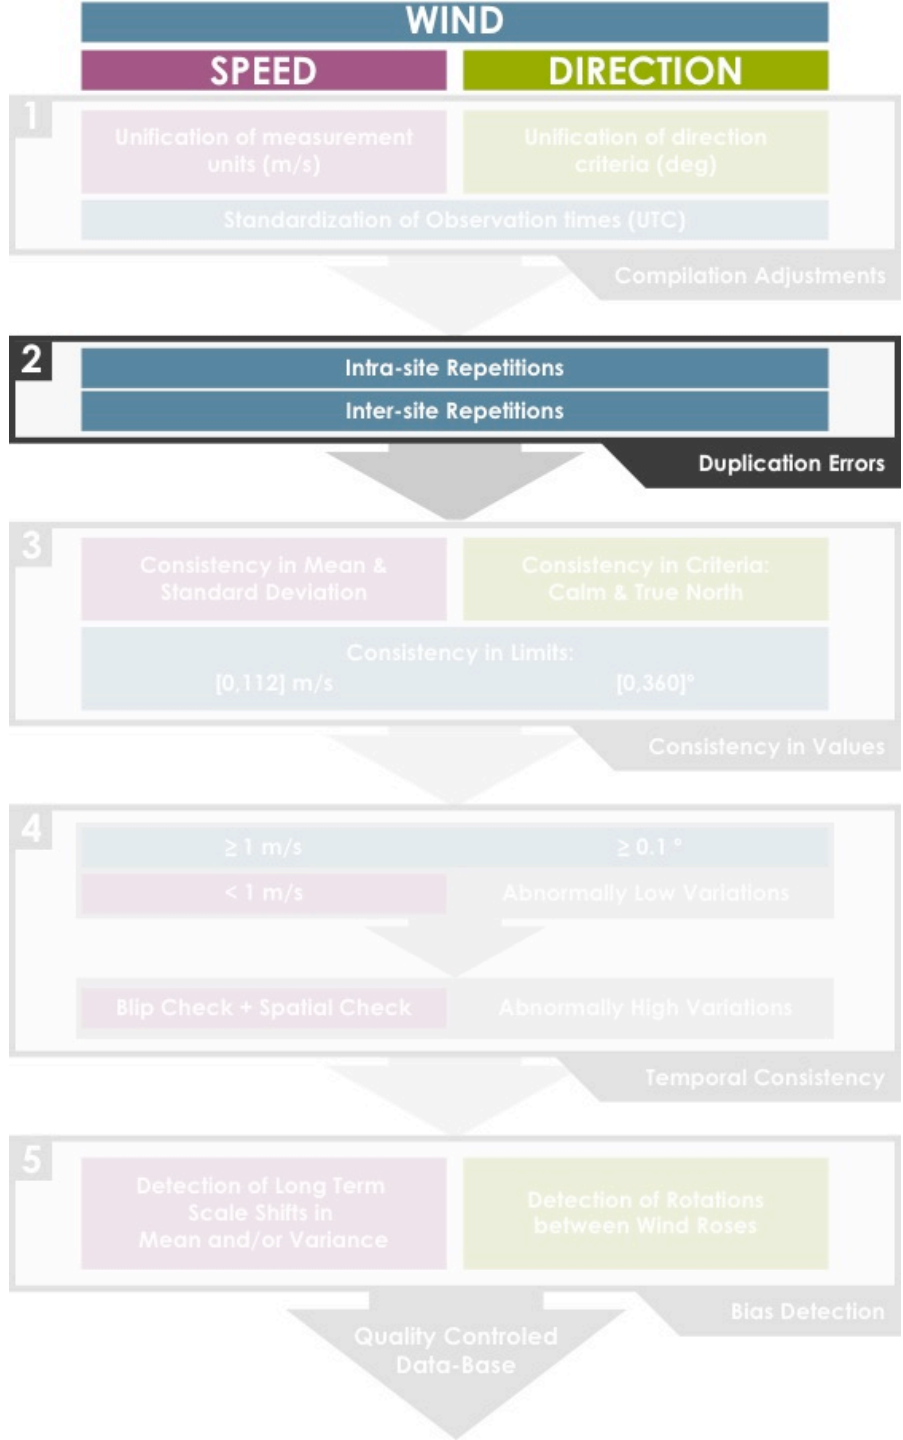 WIND
SPEED
DIRECTION
1
Unification of measurement
units (m/s)
Unification of direction
criteria (deg)
Standardization of Observation times (UTC)
Compilation Adjustments
2
Intra-site Repetitions
Inter-site Repetitions
Duplication Errors
3
Consistency in Mean &
Standard Deviation
Consistency in Criteria:
Calm & True North
Consistency in Limits:
[0,112] m/s
[0,360]°
Consistency in Values
4
≥ 1 m/s
≥ 0.1 °
< 1 m/s
Abnormally Low Variations
Blip Check + Spatial Check
Abnormally High Variations
Temporal Consistency
5
Detection of Long Term
Scale Shifts in
Mean and/or Variance
Detection of Rotations
between Wind Roses
Bias Detection
Quality Controled
Data-Base